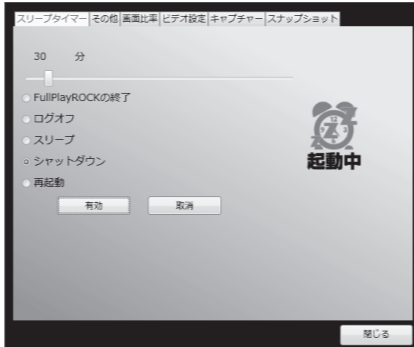 スリープタイマー その他 画面比率 ビデオ設定 キャプチャー スナップショット
30 分
FullPlayROCKの終了
ログオフ
スリープ
シャットダウン
再起動
起動中
有効 取消
閉じる